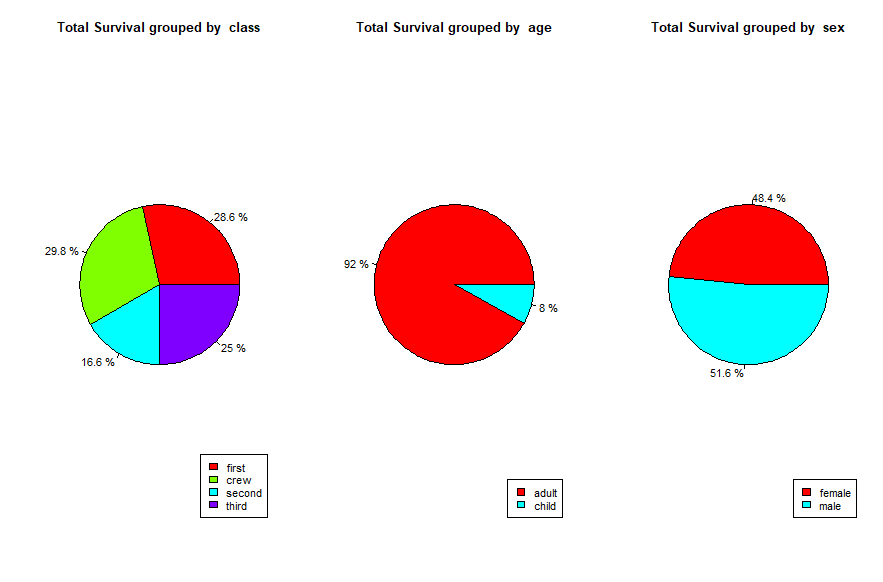 Total Survival grouped by  class
28.6 %
29.8 %
16.6 %
25 %
first
crew
second
third
Total Survival grouped by  age
92 %
8 %
adult
child
Total Survival grouped by  sex
48.4 %
51.6 %
female
male